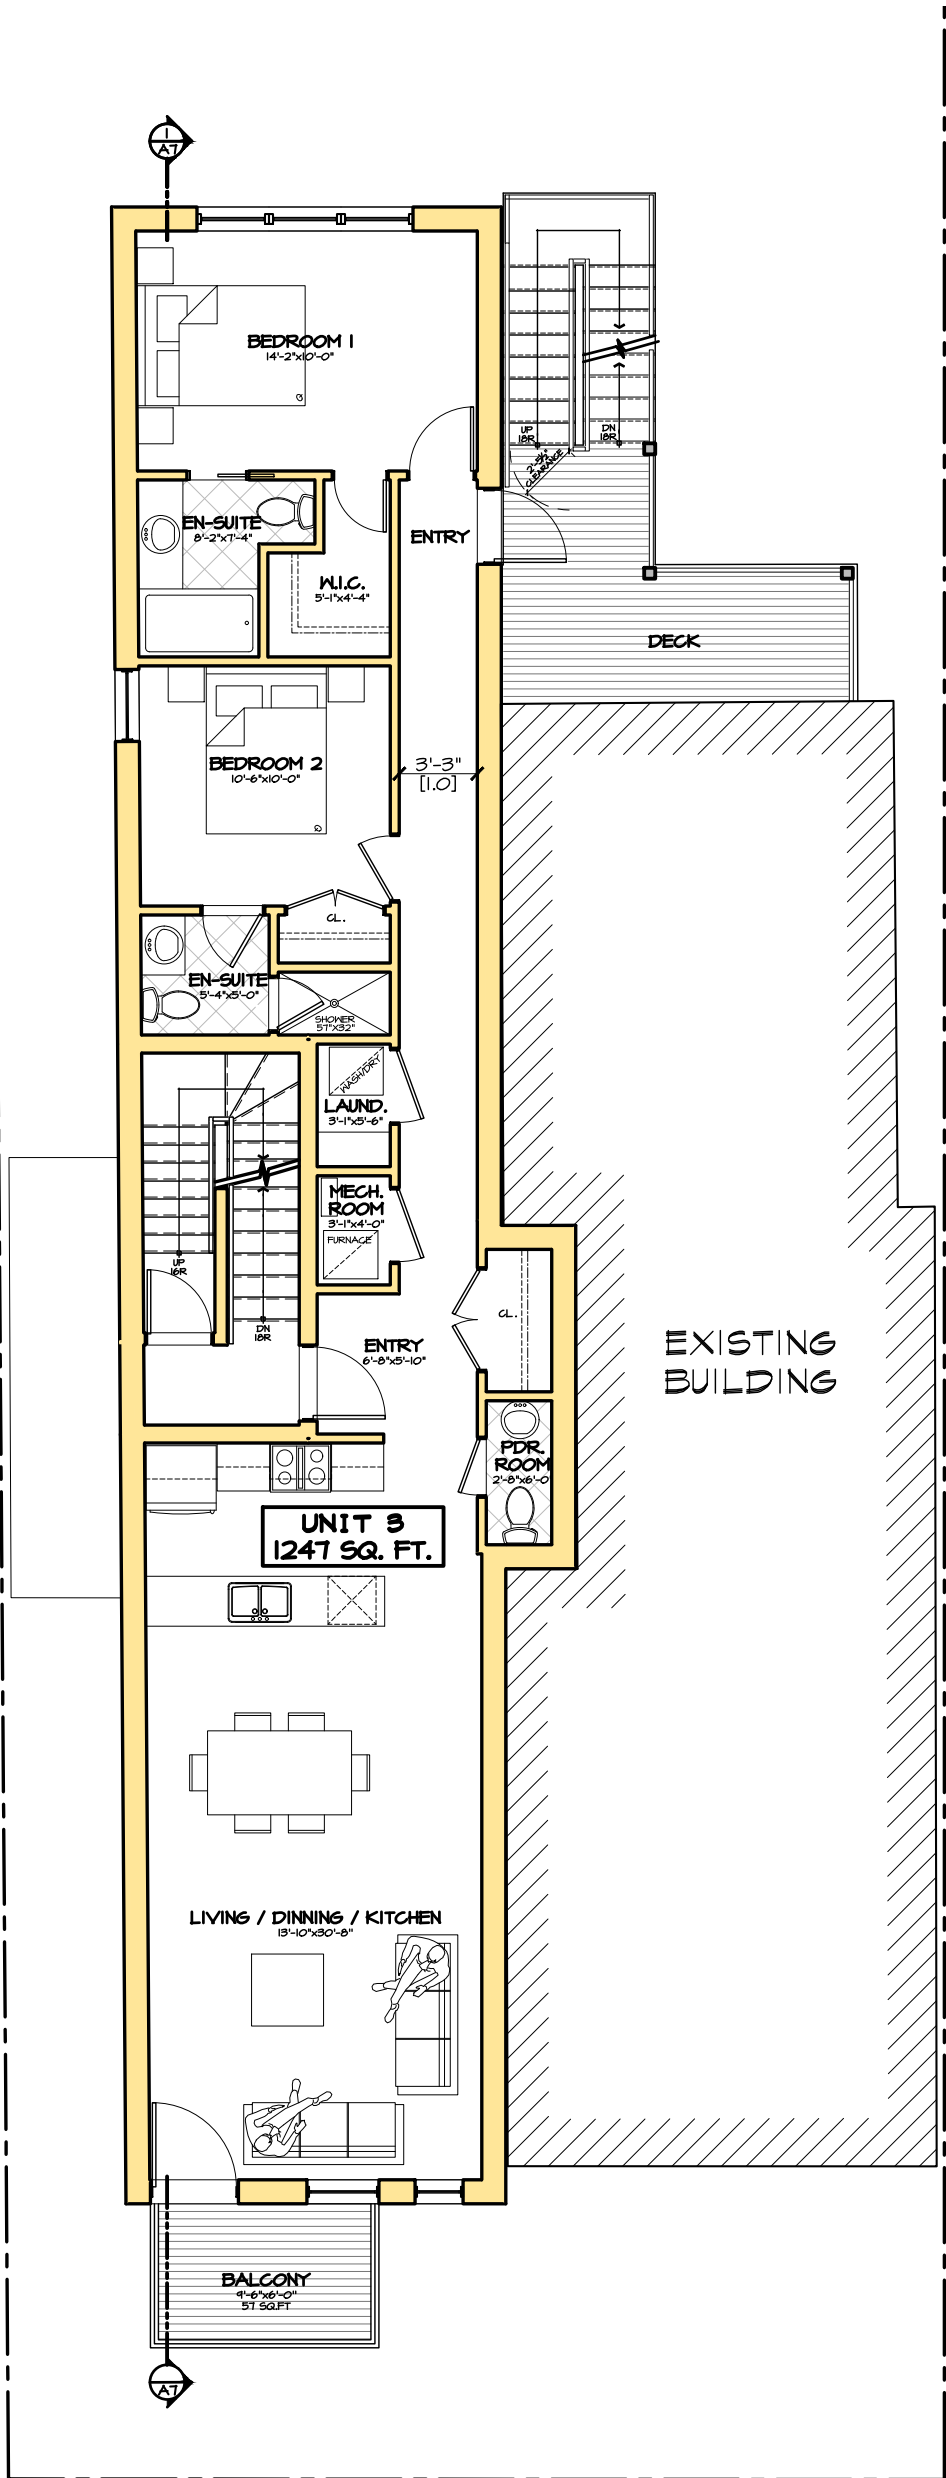 1
A7
BEDROOM 1
14'-2"x10'-0"
UP
18R
DN
18R
2'-5½"
CLEARANCE
EN-SUITE
8'-2"x7'-4"
ENTRY
W.I.C.
5'-1"x4'-4"
DECK
BEDROOM 2
10'-6"x10'-0"
3'-3"
[1.0]
CL.
EN-SUITE
5'-4"x5'-0"
SHOWER
57"X32"
WASH/DRY
LAUND.
3'-1"x5'-6"
MECH.
ROOM
3'-1"x4'-0"
FURNACE
UP
16R
DN
18R
CL.
ENTRY
6'-8"x5'-10"
EXISTING
BUILDING
PDR.
ROOM
2'-8"x6'-0"
UNIT 3
1247 SQ. FT.
LIVING / DINNING / KITCHEN
13'-10"x30'-8"
BALCONY
9'-6"x6'-0"
57 SQ.FT
1
A7